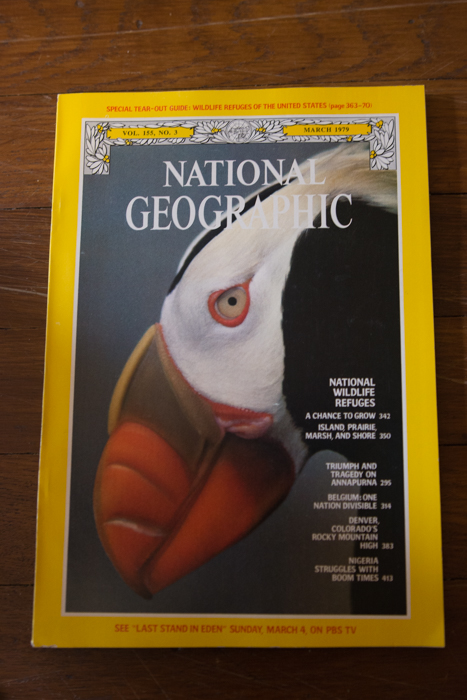 SPECIAL TEAR-OUT GUIDE: WILDLIFE REFUGES OF THE UNITED STATES (page 363-70)
VOL. 155, NO. 3
MARCH 1979
NATIONAL
GEOGRAPHIC
NATIONAL
WILDLIFE
REFUGES
A CHANCE TO GROW 342
ISLAND, PRAIRIE,
MARSH, AND SHORE 350
TRIUMPH AND
TRAGEDY ON
ANNAPURNA 295
BELGIUM: ONE
NATION DIVISIBLE 314
DENVER,
COLORADO'S
ROCKY MOUNTAIN
HIGH 383
NIGERIA
STRUGGLES WITH
BOOM TIMES 413
SEE "LAST STAND IN EDEN" SUNDAY, MARCH 4, ON PBS TV